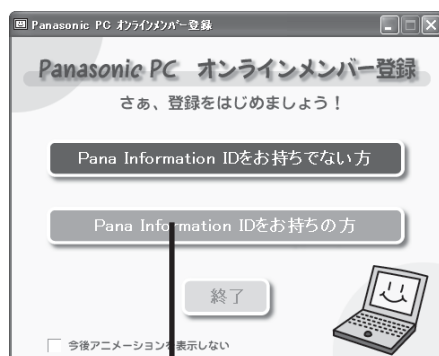 Panasonic PC オンラインメンバー登録
Panasonic PC オンラインメンバー登録
さぁ、登録をはじめましょう！
Pana Information IDをお持ちでない方
Pana Information IDをお持ちの方
終了
今後アニメーションを表示しない